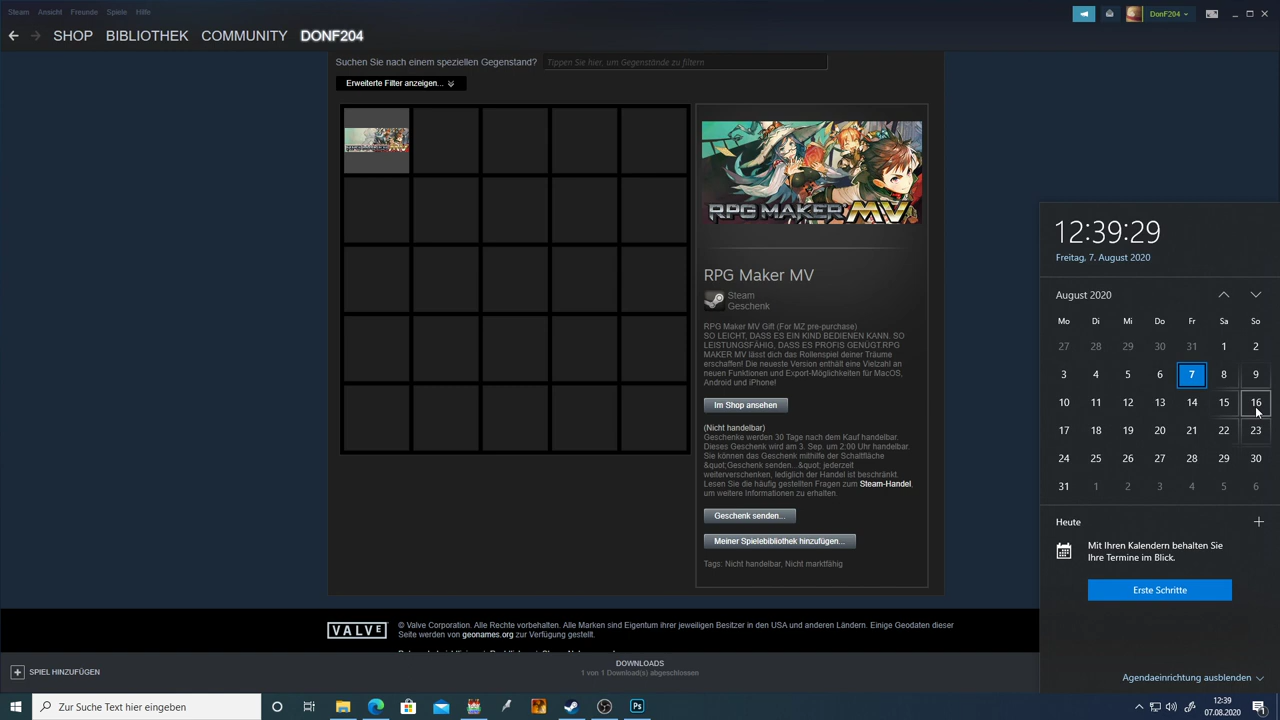 Steam Ansicht Freunde Spiele Hilfe
DonF204
SHOP BIBLIOTHEK COMMUNITY DONF204
Suchen Sie nach einem speziellen Gegenstand? Tippen Sie hier, um Gegenstände zu filtern
Erweiterte Filter anzeigen...
RPG MAKER MV
RPG Maker MV
Steam
Geschenk
RPG Maker MV Gift (For MZ pre-purchase)
SO LEICHT, DASS ES EIN KIND BEDIENEN KANN. SO
LEISTUNGSFÄHIG, DASS ES PROFIS GENÜGT.RPG
MAKER MV lässt dich das Rollenspiel deiner Träume
erschaffen! Die neueste Version enthält eine Vielzahl an
neuen Funktionen und Export-Möglichkeiten für MacOS,
Android und iPhone!
Im Shop ansehen
(Nicht handelbar)
Geschenke werden 30 Tage nach dem Kauf handelbar.
Dieses Geschenk wird am 3. Sep. um 2:00 Uhr handelbar.
Sie können das Geschenk mithilfe der Schaltfläche
&quot;Geschenk senden...&quot; jederzeit
weiterverschenken, lediglich der Handel ist beschränkt.
Lesen Sie die häufig gestellten Fragen zum Steam-Handel,
um weitere Informationen zu erhalten.
Geschenk senden...
Meiner Spielebibliothek hinzufügen...
Tags: Nicht handelbar, Nicht marktfähig
VALVE
© Valve Corporation. Alle Rechte vorbehalten. Alle Marken sind Eigentum ihrer jeweiligen Besitzer in den USA und anderen Ländern. Einige Geodaten dieser
Seite werden von geonames.org zur Verfügung gestellt.
SPIEL HINZUFÜGEN
DOWNLOADS
1 von 1 Download(s) abgeschlossen
12:39:29
Freitag, 7. August 2020
August 2020
Mo Di Mi Do Fr Sa So
27 28 29 30 31 1 2
3 4 5 6 7 8 9
10 11 12 13 14 15 16
17 18 19 20 21 22 23
24 25 26 27 28 29 30
31 1 2 3 4 5 6
Heute
Mit Ihren Kalendern behalten Sie
Ihre Termine im Blick.
Erste Schritte
Agendaeinrichtung ausblenden
Zur Suche Text hier eingeben
Ps
12:39
07.08.2020